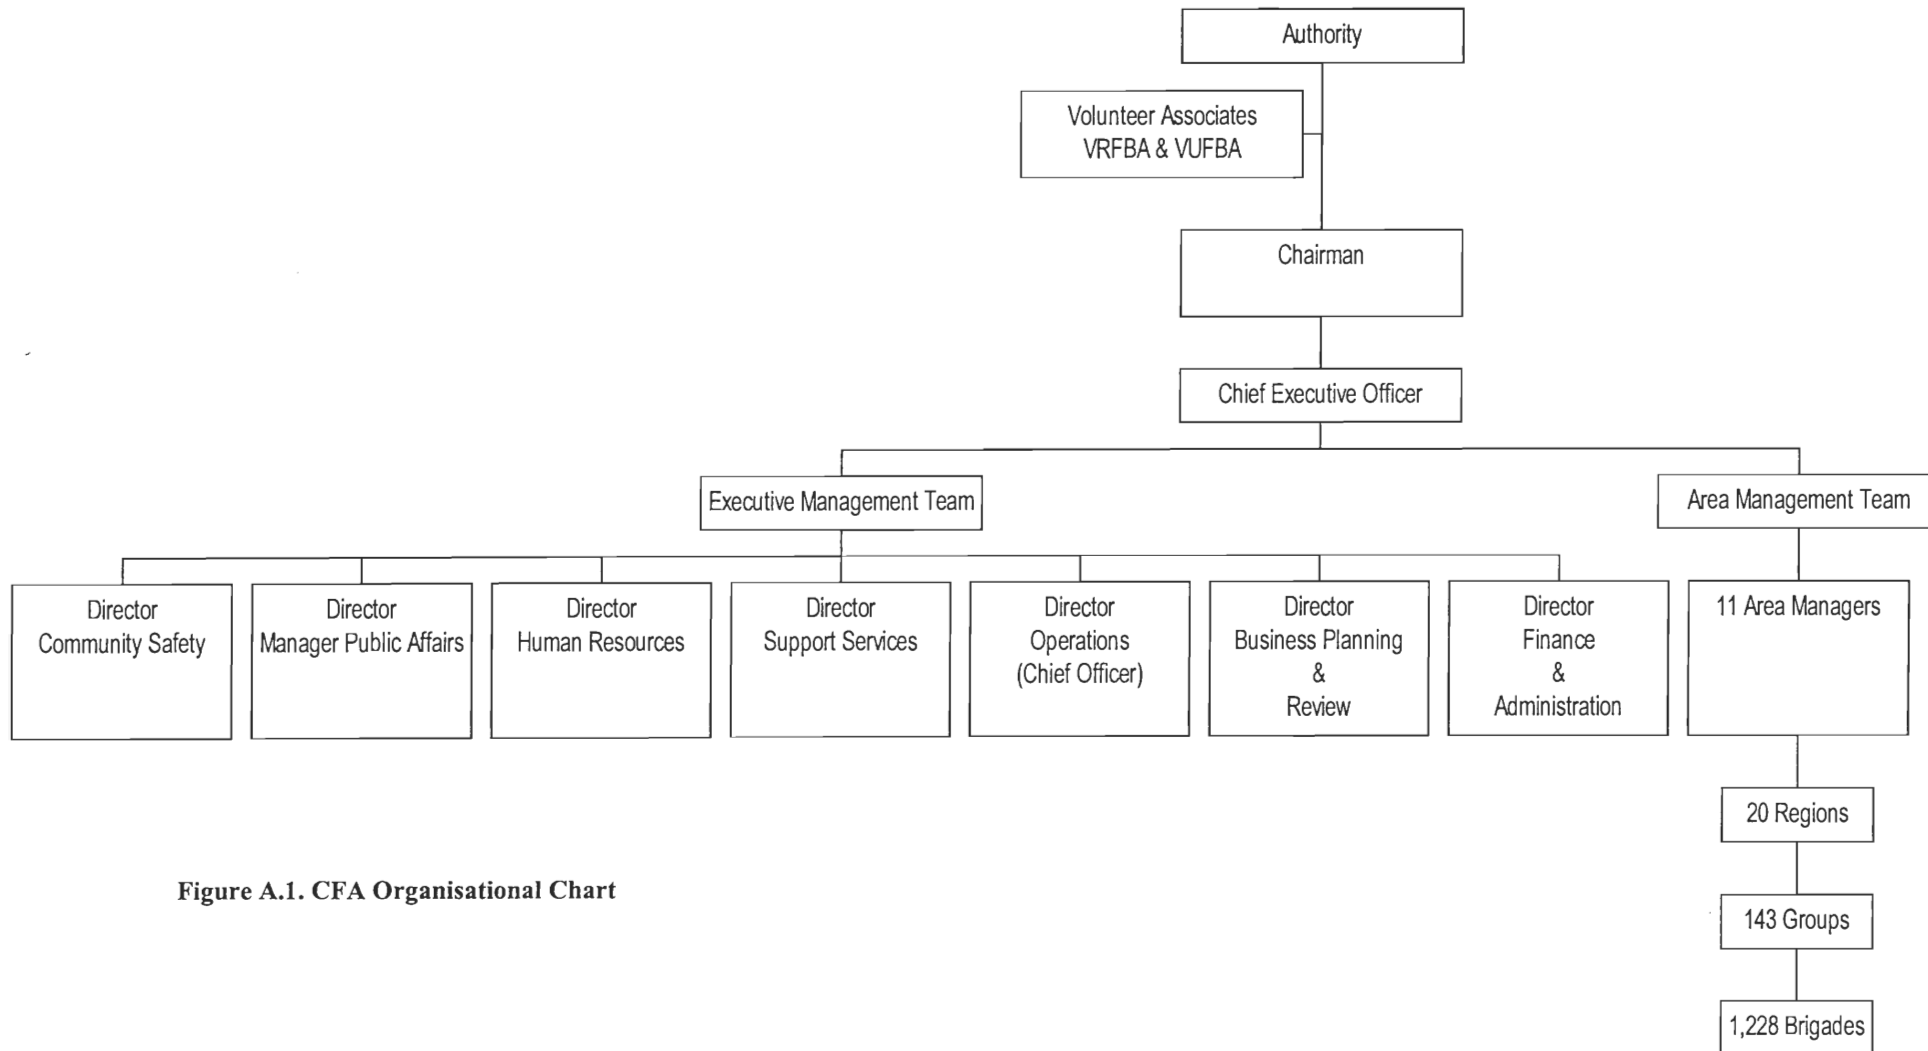 Authority
Volunteer Associates
VRFBA & VUFBA
Chairman
Chief Executive Officer
Executive Management Team
Area Management Team
Director
Community Safety
Director
Manager Public Affairs
Director
Human Resources
Director
Support Services
Director
Operations
(Chief Officer)
Director
Business Planning
&
Review
Director
Finance
&
Administration
11 Area Managers
20 Regions
143 Groups
1,228 Brigades
Figure A.1. CFA Organisational Chart